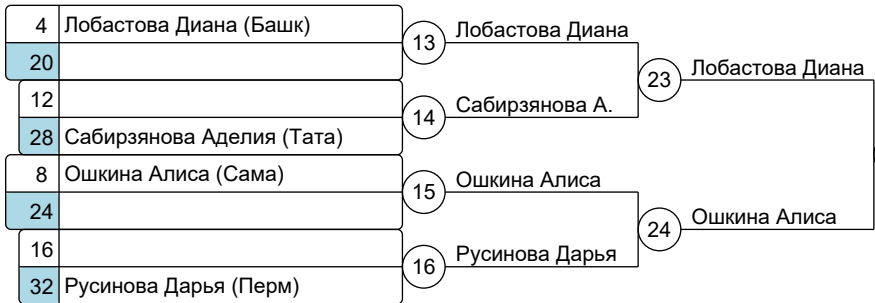 4 Лобастова Диана (Башк)
20
13 Лобастова Диана
12
28 Сабирзянова Аделия (Тата)
14 Сабирзянова А.
23 Лобастова Диана
8 Ошкина Алиса (Сама)
24
15 Ошкина Алиса
16
32 Русинова Дарья (Перм)
16 Русинова Дарья
24 Ошкина Алиса